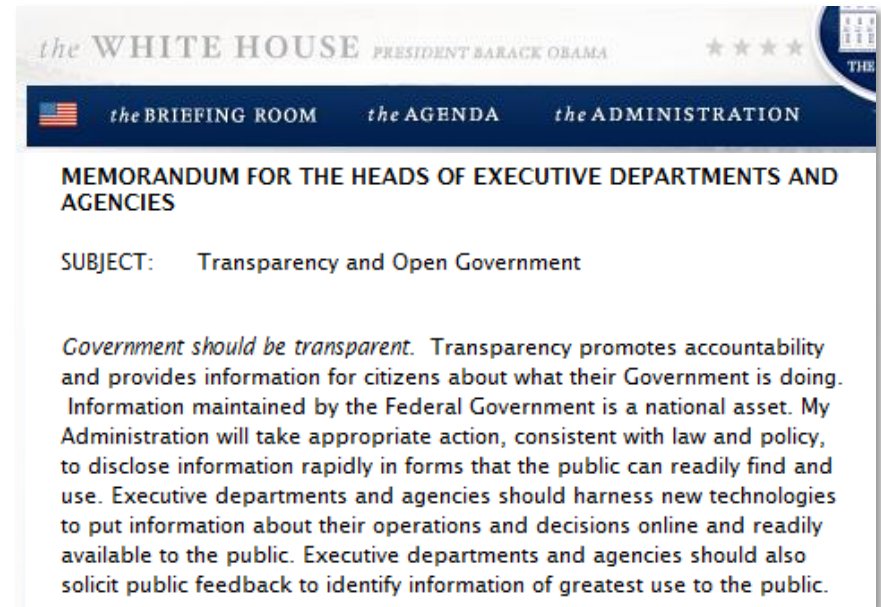 the WHITE HOUSE PRESIDENT BARACK OBAMA
THE
the BRIEFING ROOM the AGENDA the ADMINISTRATION
MEMORANDUM FOR THE HEADS OF EXECUTIVE DEPARTMENTS AND
AGENCIES
SUBJECT: Transparency and Open Government
Government should be transparent. Transparency promotes accountability
and provides information for citizens about what their Government is doing.
Information maintained by the Federal Government is a national asset. My
Administration will take appropriate action, consistent with law and policy,
to disclose information rapidly in forms that the public can readily find and
use. Executive departments and agencies should harness new technologies
to put information about their operations and decisions online and readily
available to the public. Executive departments and agencies should also
solicit public feedback to identify information of greatest use to the public.